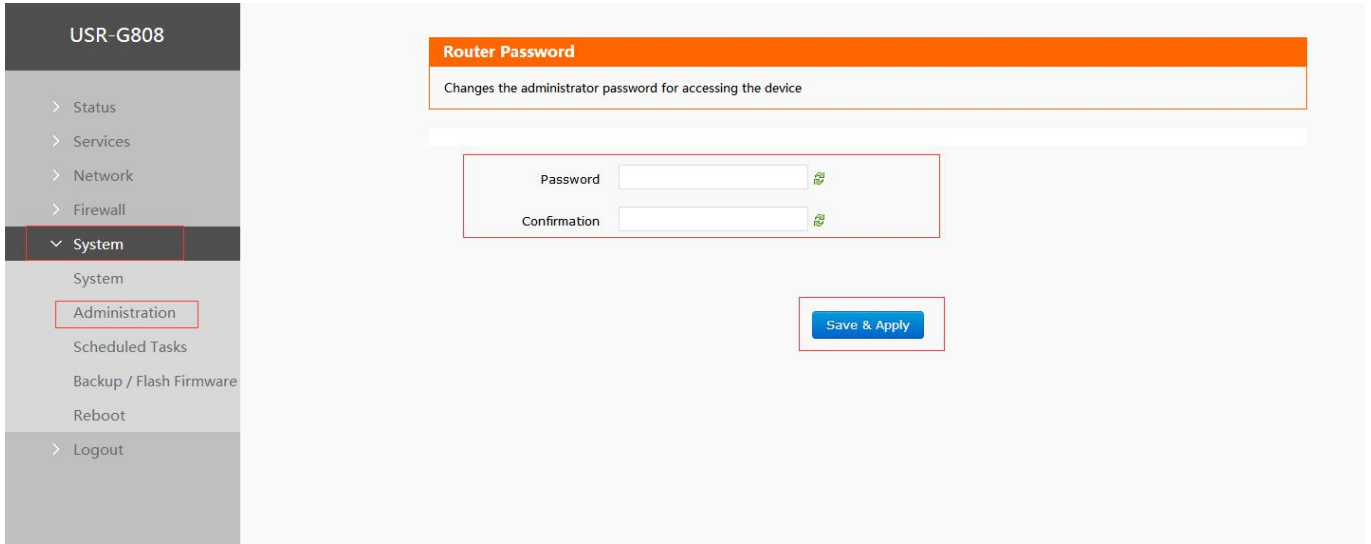 USR-G808
Status
Services
Network
Firewall
System
System
Administration
Scheduled Tasks
Backup / Flash Firmware
Reboot
Logout
Router Password
Changes the administrator password for accessing the device
Password
Confirmation
Save & Apply